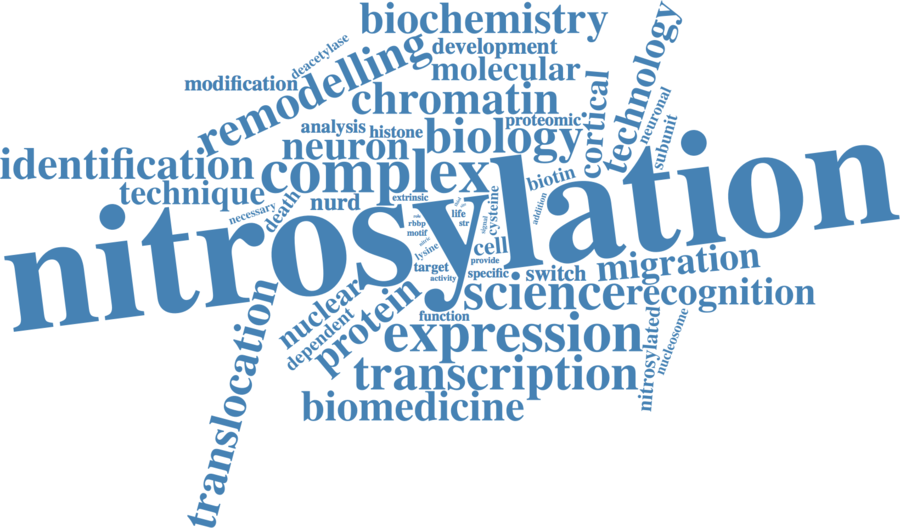 biochemistry
deacetylase
development
technology
modification
remodelling
molecular
chromatin
cortical
neuronal
proteomic
analysis
histone
biology
subunit
neuron
identification
complex
biotin
technique
death
nurd
extrinsic
cysteine
necessary
addition
life
rbbp
str
signal
motif
nitrosylation
cell
lysine
provide
target
activity
specific
switch
migration
science
recognition
nuclear
protein
function
dependent
expression
nitrosylated
nucleosome
translocation
transcription
biomedicine